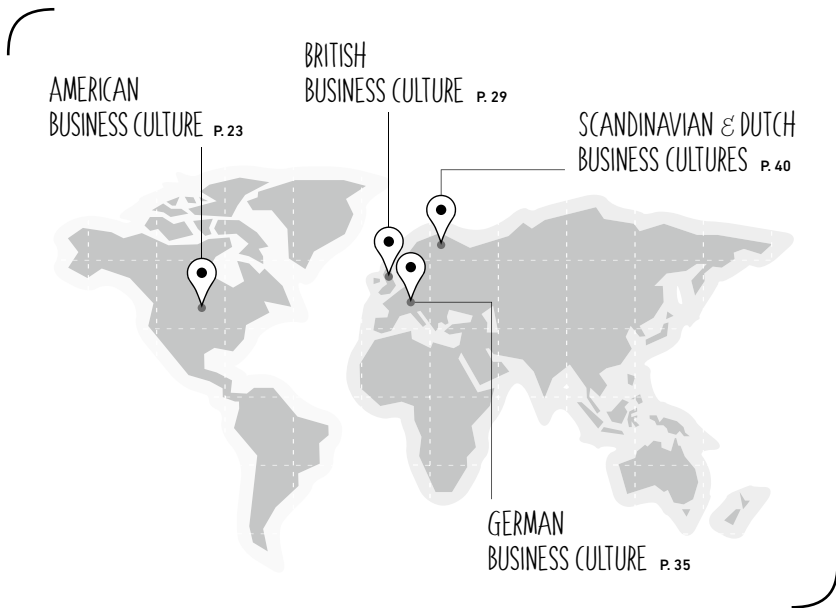 AMERICAN
BUSINESS CULTURE P. 23
BRITISH
BUSINESS CULTURE P. 29
SCANDINAVIAN & DUTCH
BUSINESS CULTURES P. 40
GERMAN
BUSINESS CULTURE P. 35